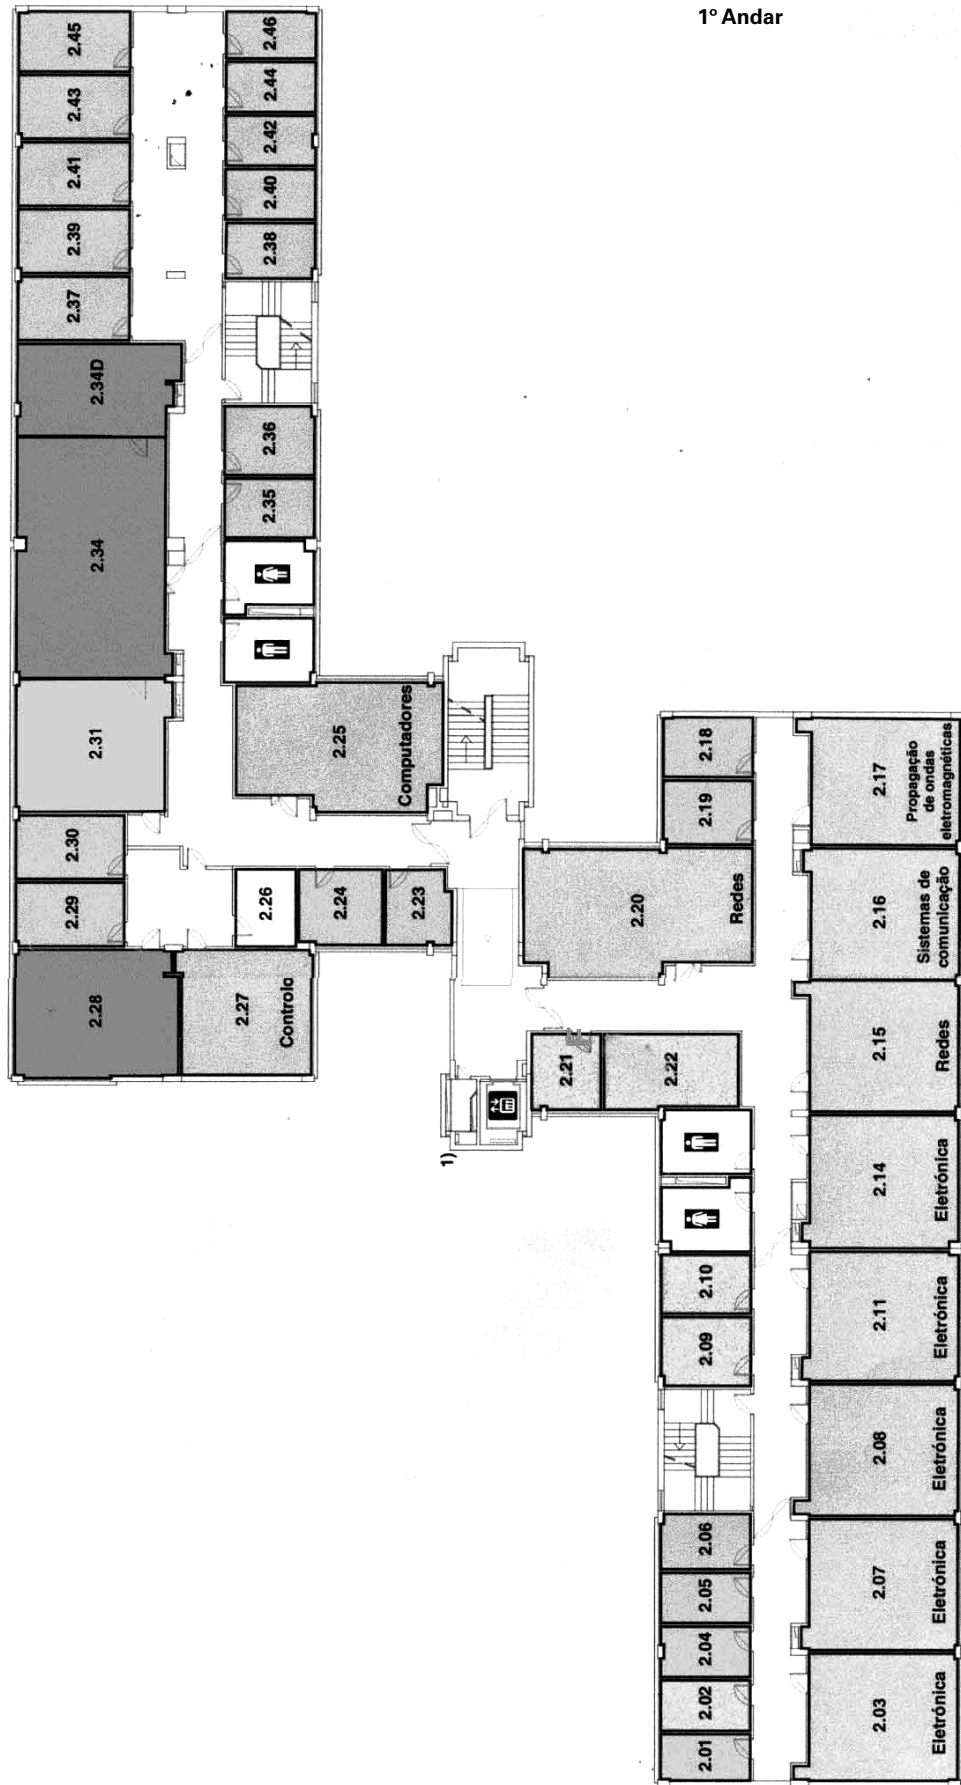 1º Andar
2.45
2.46
2.43
2.44
2.41
2.42
2.39
2.40
2.37
2.38
2.34D
2.36
2.34
2.35
2.31
2.25
Computadores
2.30
2.29
2.26
2.24
2.23
2.28
2.27
Controlo
2.18
2.19
2.17
Propagação
de ondas
eletromagnéticas
2.20
Redes
2.16
Sistemas de
comunicação
2.15
Redes
2.21
2.22
1)
2.14
Eletrónica
2.10
2.09
2.11
Eletrónica
2.08
Eletrónica
2.06
2.05
2.04
2.02
2.01
2.07
Eletrónica
2.03
Eletrónica